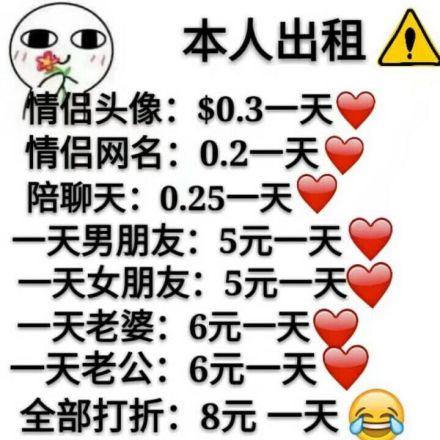 本人出租
情侣头像：$0.3一天
情侣网名：0.2一天
陪聊天：0.25一天
一天男朋友：5元一天
一天女朋友：5元一天
一天老婆：6元一天
一天老公：6元一天
全部打折：8元 一天